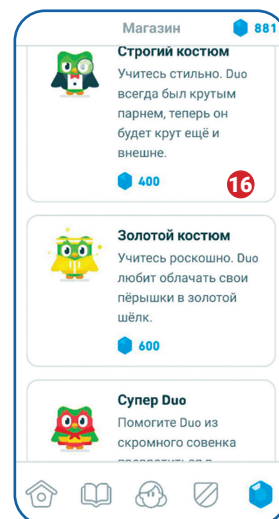 Магазин
881
Строгий костюм
Учитесь стильно. Duo
всегда был крутым
парнем, теперь он
будет крут ещё и
внешне.
400
16
Золотой костюм
Учитесь роскошно. Duo
любит облачать свои
пёрышки в золотой
шёлк.
600
Супер Duo
Помогите Duo из
скромного совенка